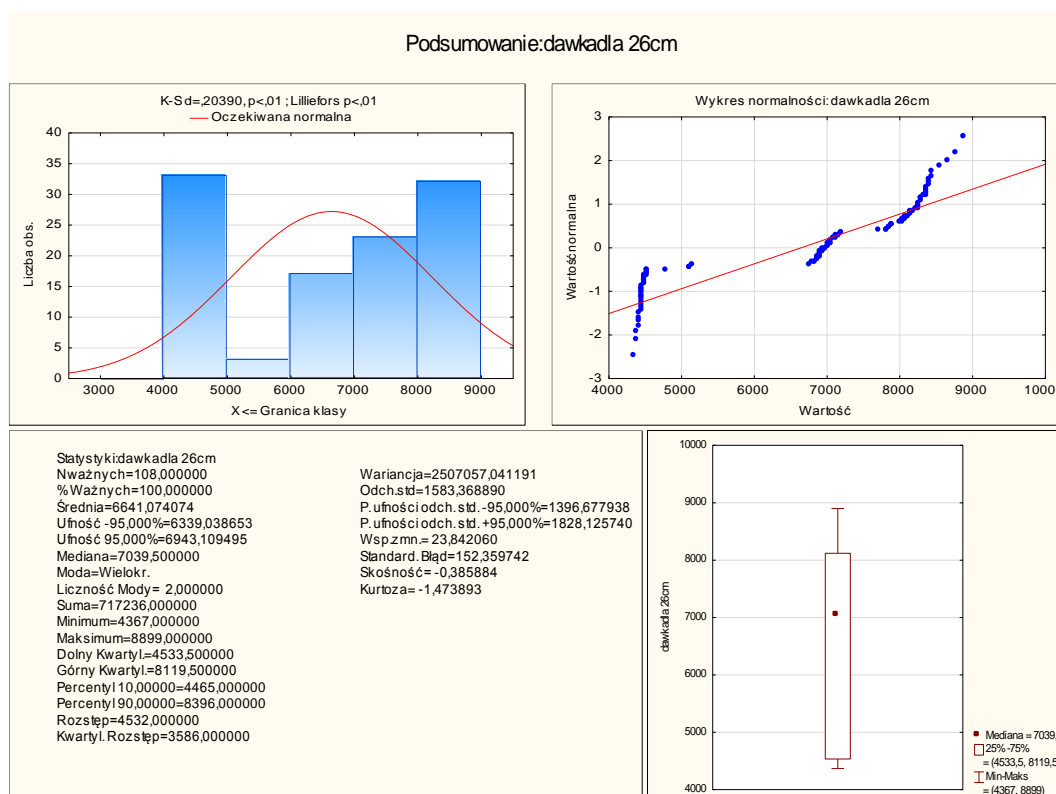 Podsumowanie:dawkadla 26cm
K-Sd=,20390, p<,01 ; Lilliefors p<,01
Oczekiwana normalna
40
35
30
25
20
15
10
5
0
Liczba obs.
3000 4000 5000 6000 7000 8000 9000
X <= Granica klasy
Wykres normalności: dawkadla 26cm
3
2
1
0
-1
-2
-3
Wartość normalna
4000 5000 6000 7000 8000 9000 1000
Wartość
Statystyki:dawkadla 26cm
Nważnych=108,000000
%Ważnych=100,000000
Średnia=6641,074074
Ufność -95,000%=6339,038653
Ufność 95,000%=6943,109495
Mediana=7039,500000
Moda=Wielokr.
Liczność Mody= 2,000000
Suma=717236,000000
Minimum=4367,000000
Maksimum=8899,000000
Dolny Kwartyl.=4533,500000
Górny Kwartyl.=8119,500000
Percentyl 10,00000=4465,000000
Percentyl 90,00000=8396,000000
Rozstęp=4532,000000
Kwartyl. Rozstęp=3586,000000
Wariancja=2507057,041191
Odch.std=1583,368890
P.ufności odch. std. -95,000%=1396,677938
P.ufności odch. std. +95,000%=1828,125740
Wsp.zmn.= 23,842060
Standard. Błąd=152,359742
Skośność= -0,385884
Kurtoza= -1,473893
10000
9000
8000
7000
6000
5000
4000
dawkadla 26cm
Mediana = 7039,
25%-75%
= (4533,5, 8119,5
Min-Maks
= (4367, 8899)